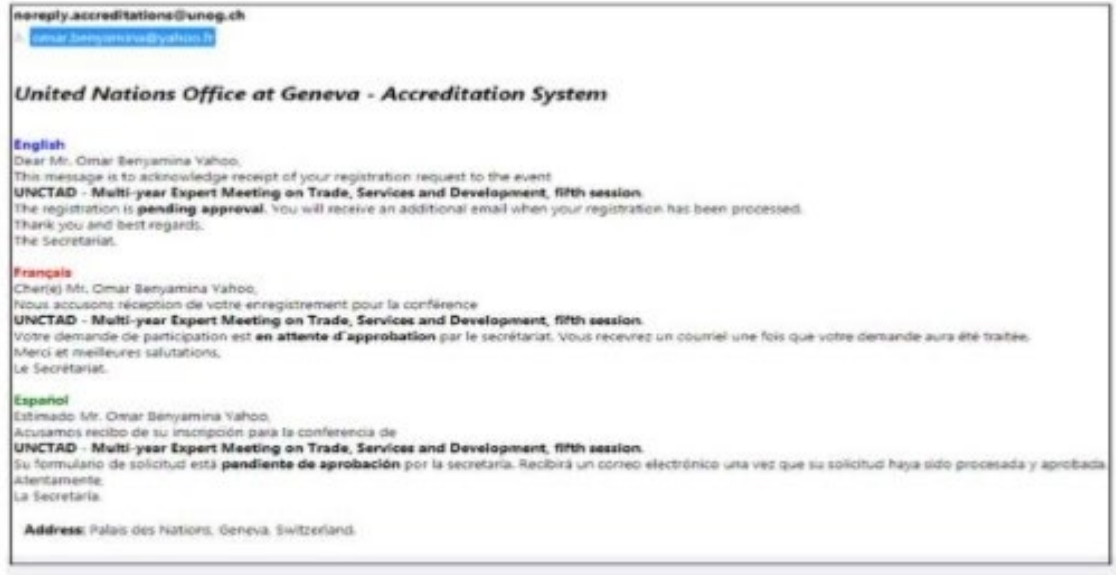 noreply.accreditations@unog.ch
À omar.benyamina@yahoo.fr
United Nations Office at Geneva - Accreditation System
English
Dear Mr. Omar Benyamina Yahoo,
This message is to acknowledge receipt of your registration request to the event
UNCTAD - Multi-year Expert Meeting on Trade, Services and Development, fifth session.
The registration is pending approval. You will receive an additional email when your registration has been processed.
Thank you and best regards,
The Secretariat.
Français
Cher(e) Mr. Omar Benyamina Yahoo,
Nous accusons réception de votre enregistrement pour la conférence
UNCTAD - Multi-year Expert Meeting on Trade, Services and Development, fifth session.
Votre demande de participation est en attente d'approbation par le secrétariat. Vous recevrez un courriel une fois que votre demande aura été traitée.
Merci et meilleures salutations,
Le Secrétariat.
Español
Estimado Mr. Omar Benyamina Yahoo,
Acusamos recibo de su inscripción para la conferencia de
UNCTAD - Multi-year Expert Meeting on Trade, Services and Development, fifth session.
Su formulario de solicitud está pendiente de aprobación por la secretaría. Recibirá un correo electrónico una vez que su solicitud haya sido procesada y aprobada.
Atentamente,
La Secretaría.
Address: Palais des Nations, Geneva, Switzerland.